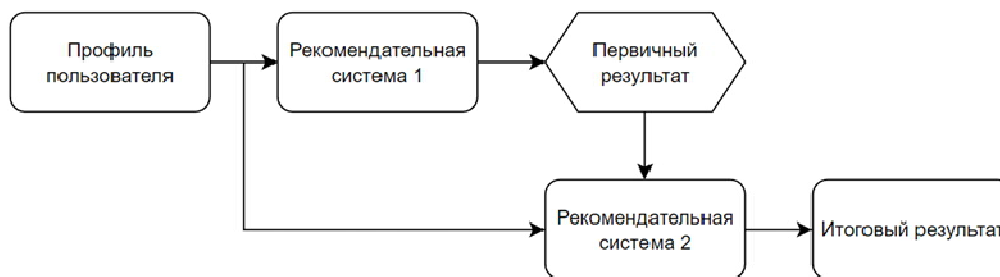 Профиль
пользователя
Рекомендательная
система 1
Первичный
результат
Рекомендательная
система 2
Итоговый результат